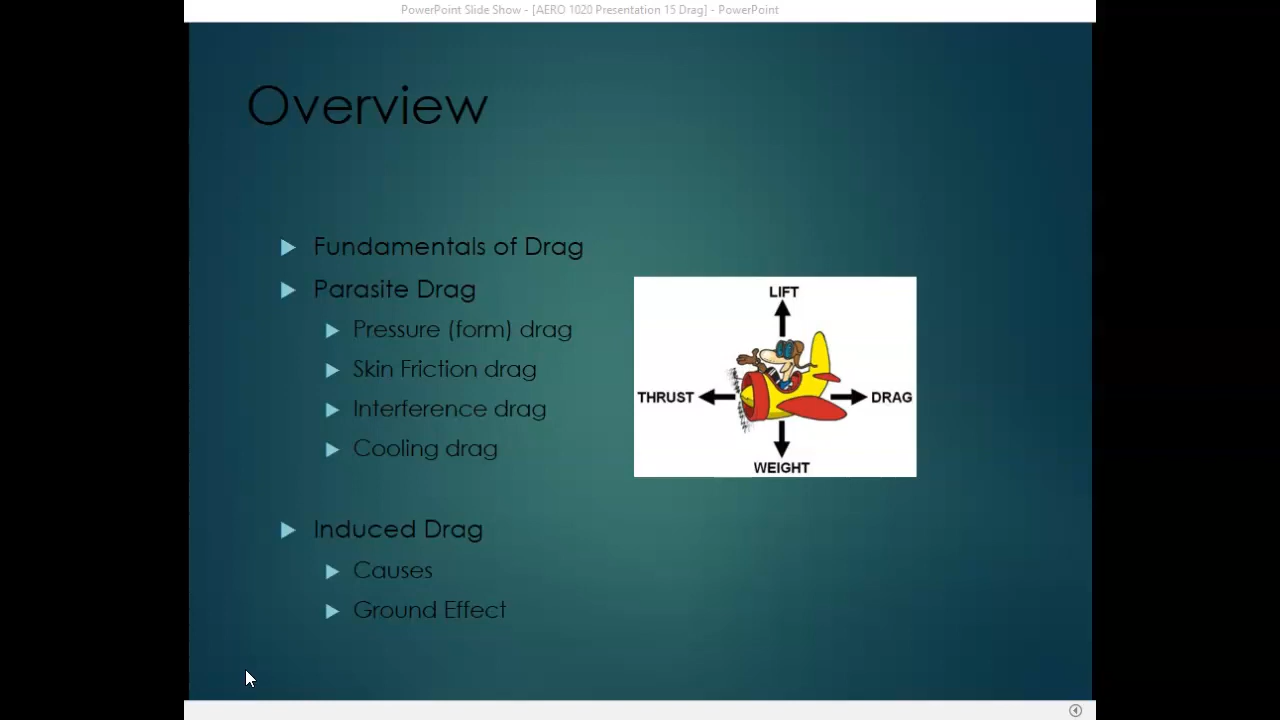 PowerPoint Slide Show - [AERO 1020 Presentation 15 Drag] - PowerPoint
Overview
Fundamentals of Drag
Parasite Drag
Pressure (form) drag
Skin Friction drag
Interference drag
Cooling drag
Induced Drag
Causes
Ground Effect
LIFT
THRUST
DRAG
WEIGHT